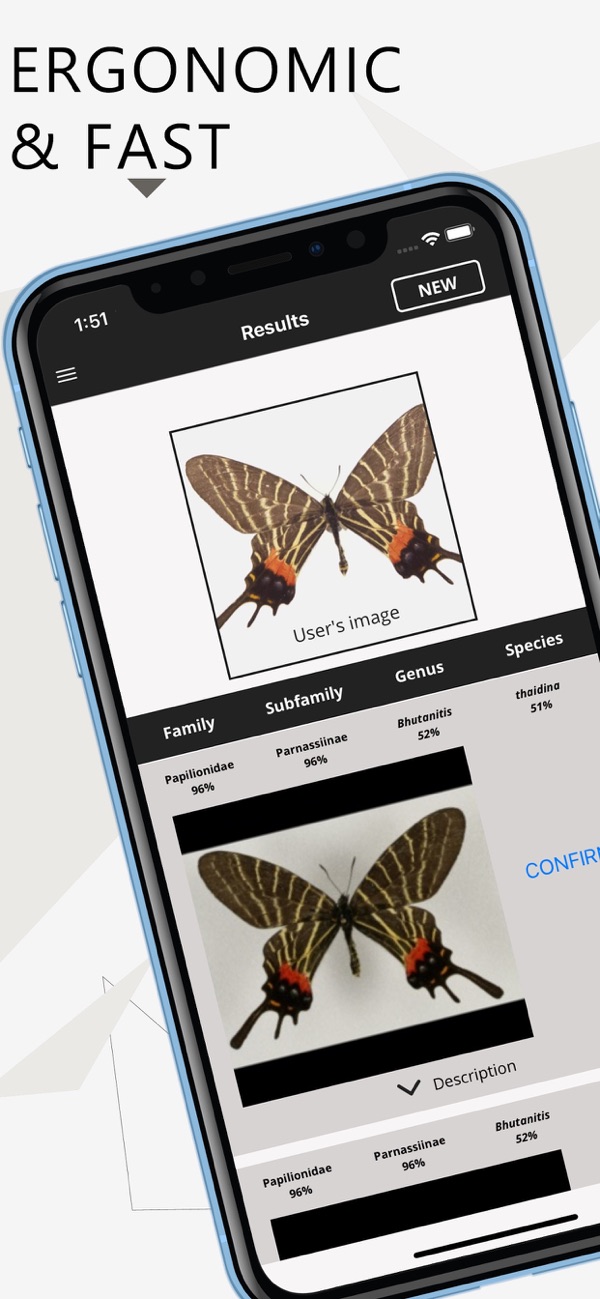 ERGONOMIC
& FAST
1:51
Results
NEW
User's image
Family Subfamily Genus Species
Papilionidae Parnassiinae Bhutanitis thaidina
96% 96% 52% 51%
CONFIR
Description
Papilionidae Parnassiinae Bhutanitis
96% 96% 52%